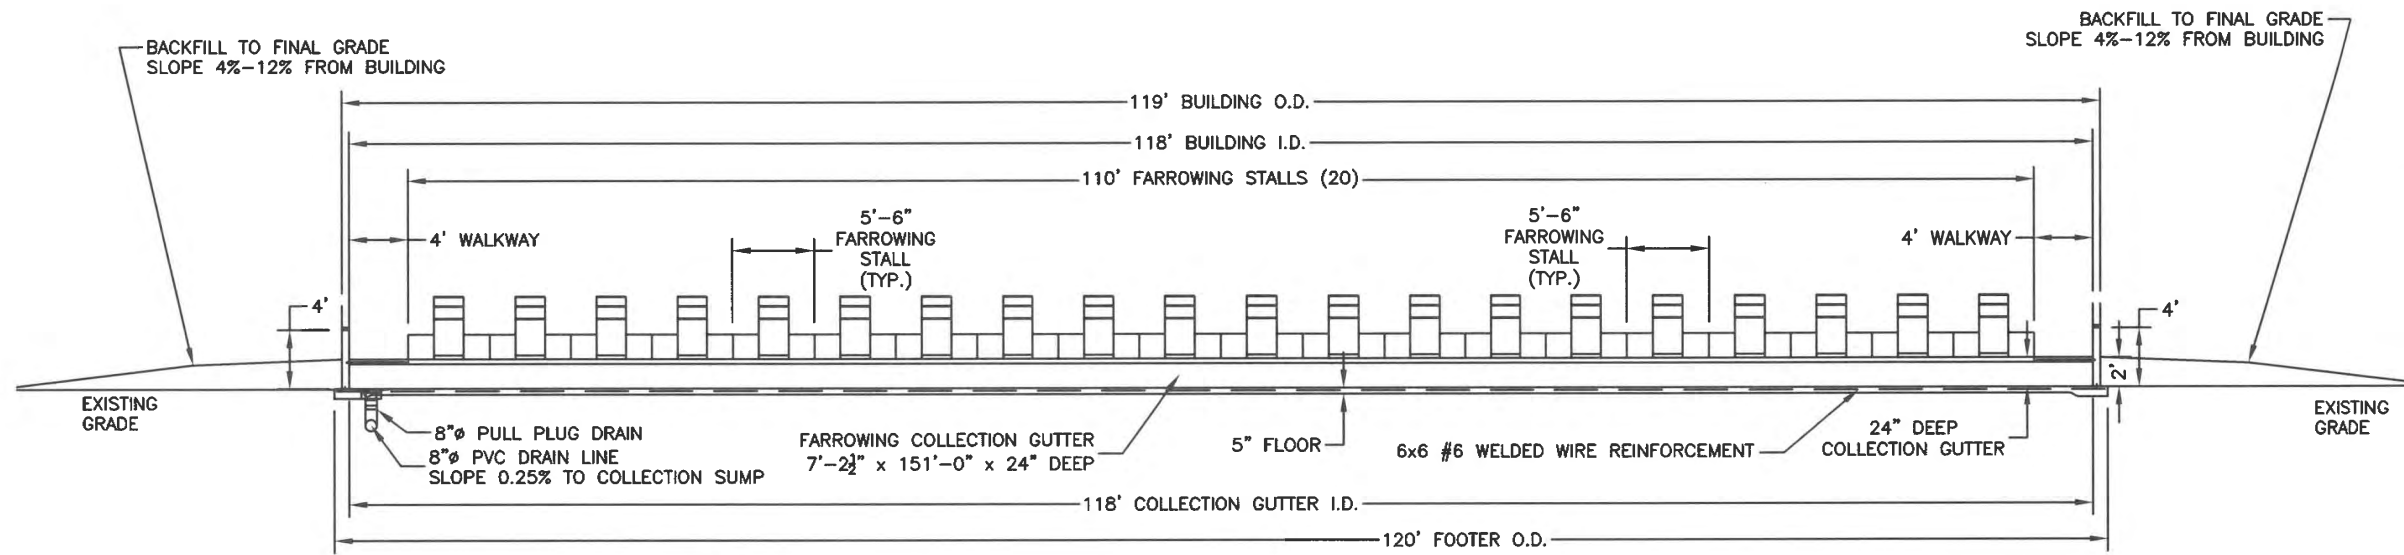 BACKFILL TO FINAL GRADE
SLOPE 4%-12% FROM BUILDING
BACKFILL TO FINAL GRADE
SLOPE 4%-12% FROM BUILDING
119' BUILDING O.D.
118' BUILDING I.D.
110' FARROWING STALLS (20)
4' WALKWAY
5'-6"
FARROWING
STALL
(TYP.)
5'-6"
FARROWING
STALL
(TYP.)
4' WALKWAY
4'
4'
2'
EXISTING
GRADE
8"ø PULL PLUG DRAIN
8"ø PVC DRAIN LINE
SLOPE 0.25% TO COLLECTION SUMP
FARROWING COLLECTION GUTTER
7'-2½" x 151'-0" x 24" DEEP
5" FLOOR
6x6 #6 WELDED WIRE REINFORCEMENT
24" DEEP
COLLECTION GUTTER
EXISTING
GRADE
118' COLLECTION GUTTER I.D.
120' FOOTER O.D.